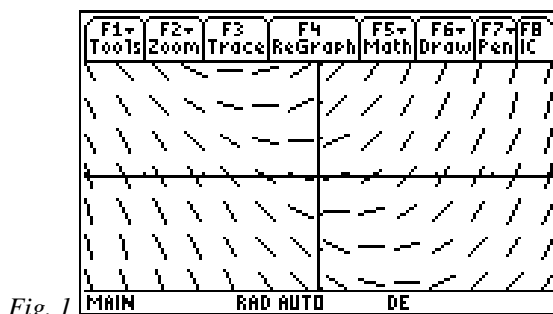 F1▾ F2▾ F3 F4 F5▾ F6▾ F7▾ F8
Tools Zoom Trace ReGraph Math Draw Pen IC
Fig. 1 MAIN RAD AUTO DE